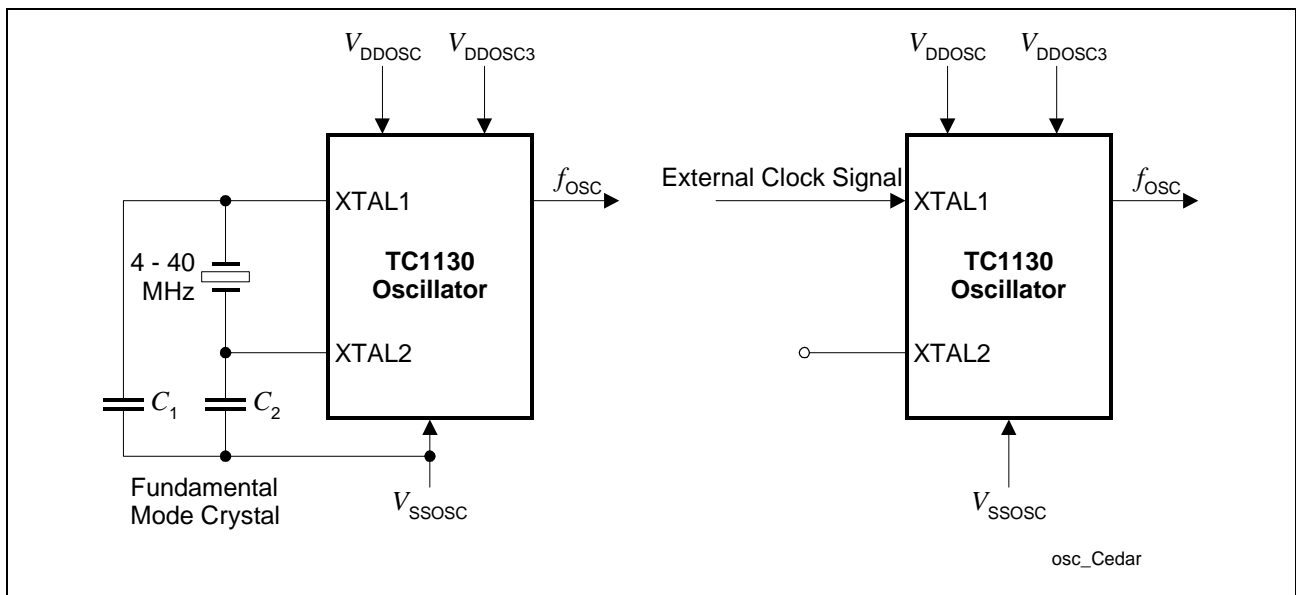 VDDOSC VDDOSC3
XTAL1
fOSC
4 - 40
MHz
TC1130
Oscillator
XTAL2
C1
C2
Fundamental
Mode Crystal
VSSOSC
VDDOSC VDDOSC3
External Clock Signal
XTAL1
fOSC
TC1130
Oscillator
XTAL2
VSSOSC
osc_Cedar